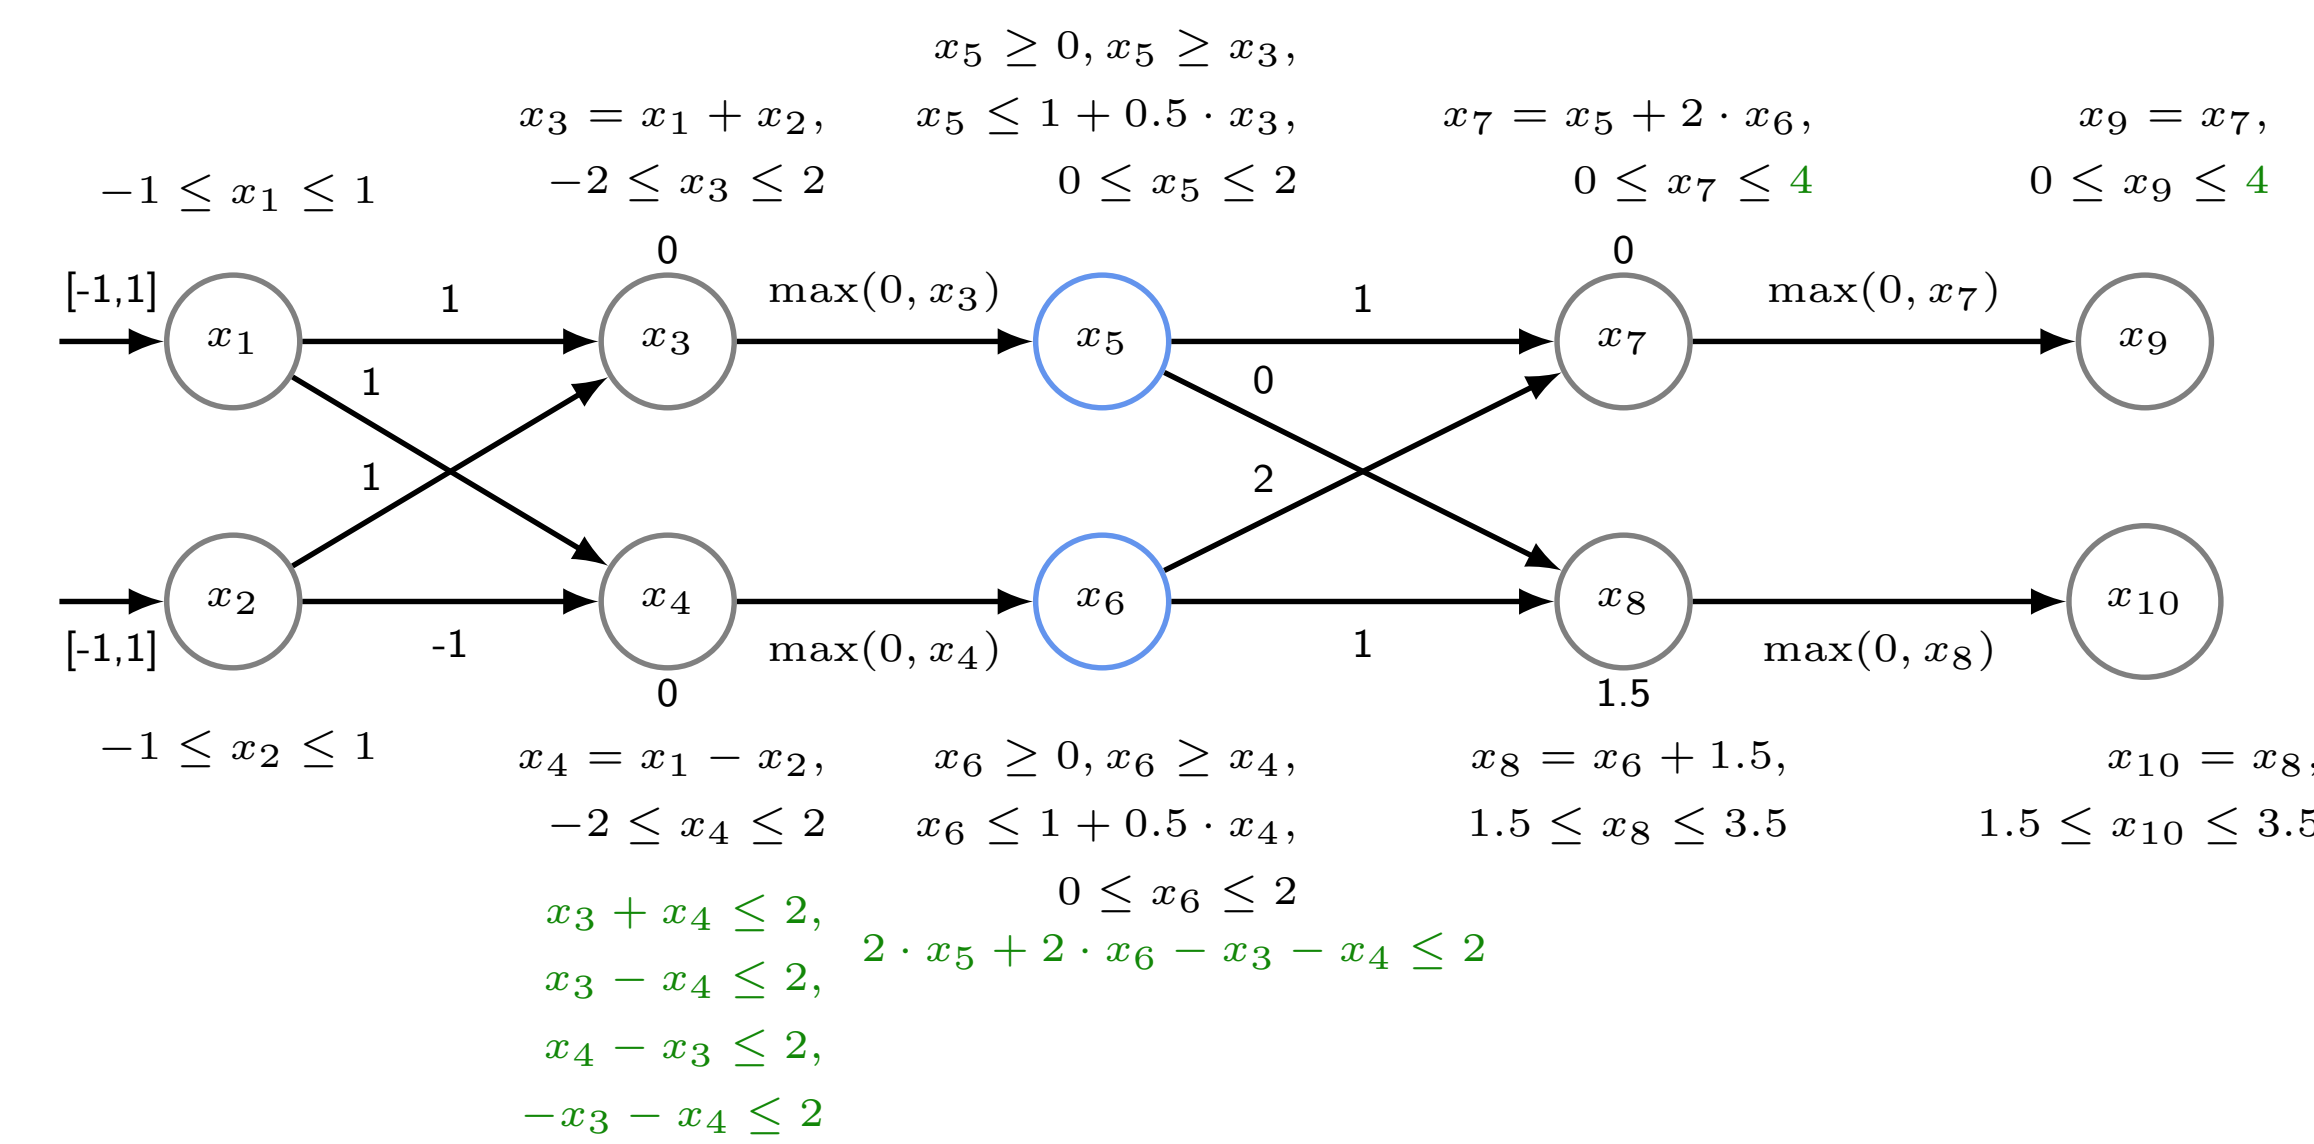 x₅ ≥ 0, x₅ ≥ x₃,
x₃ = x₁ + x₂,
x₅ ≤ 1 + 0.5 · x₃,
x₇ = x₅ + 2 · x₆,
x₉ = x₇,
−1 ≤ x₁ ≤ 1
−2 ≤ x₃ ≤ 2
0 ≤ x₅ ≤ 2
0 ≤ x₇ ≤ 4
0 ≤ x₉ ≤ 4
0
0
[-1,1]
1
max(0, x₃)
1
max(0, x₇)
x₁
x₃
x₅
x₇
x₉
1
0
1
2
x₂
x₄
x₆
x₈
x₁₀
[-1,1]
-1
max(0, x₄)
1
max(0, x₈)
0
1.5
−1 ≤ x₂ ≤ 1
x₄ = x₁ − x₂,
x₆ ≥ 0, x₆ ≥ x₄,
x₈ = x₆ + 1.5,
x₁₀ = x₈,
−2 ≤ x₄ ≤ 2
x₆ ≤ 1 + 0.5 · x₄,
1.5 ≤ x₈ ≤ 3.5
1.5 ≤ x₁₀ ≤ 3.5
0 ≤ x₆ ≤ 2
x₃ + x₄ ≤ 2,
2 · x₅ + 2 · x₆ − x₃ − x₄ ≤ 2
x₃ − x₄ ≤ 2,
x₄ − x₃ ≤ 2,
−x₃ − x₄ ≤ 2